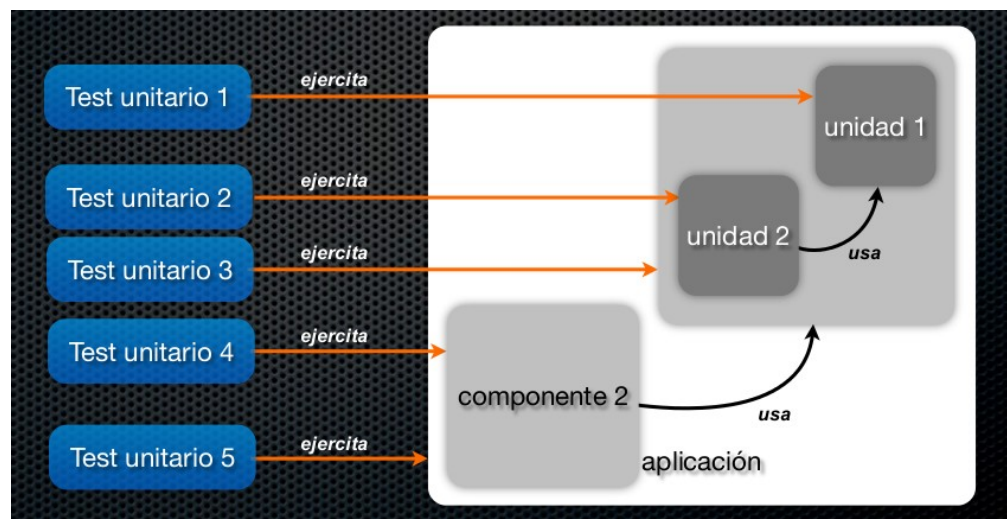 Test unitario 1
ejercita
unidad 1
Test unitario 2
ejercita
unidad 2
usa
Test unitario 3
ejercita
Test unitario 4
ejercita
componente 2
usa
Test unitario 5
ejercita
aplicación